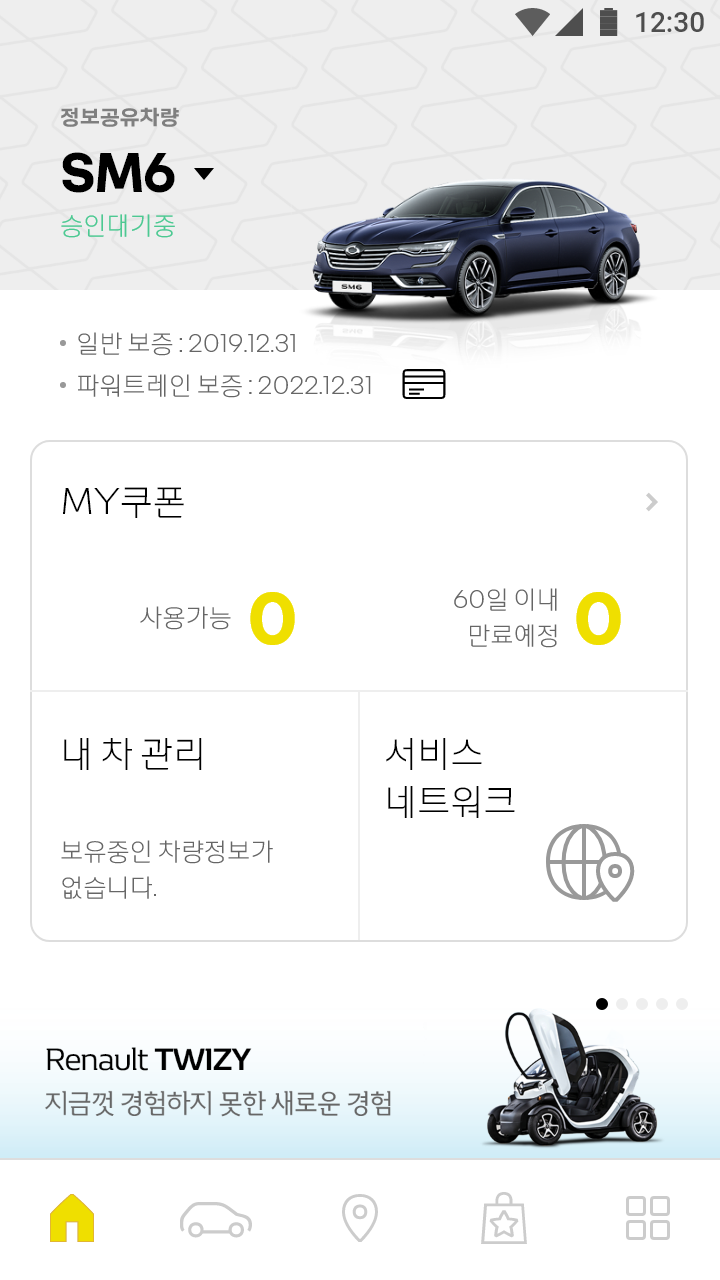 12:30
정보공유차량
SM6
승인대기중
SM6
• 일반 보증 : 2019.12.31
• 파워트레인 보증 : 2022.12.31
MY쿠폰
사용가능 0
60일 이내
만료예정 0
내 차 관리
보유중인 차량정보가
없습니다.
서비스
네트워크
Renault TWIZY
지금껏 경험하지 못한 새로운 경험